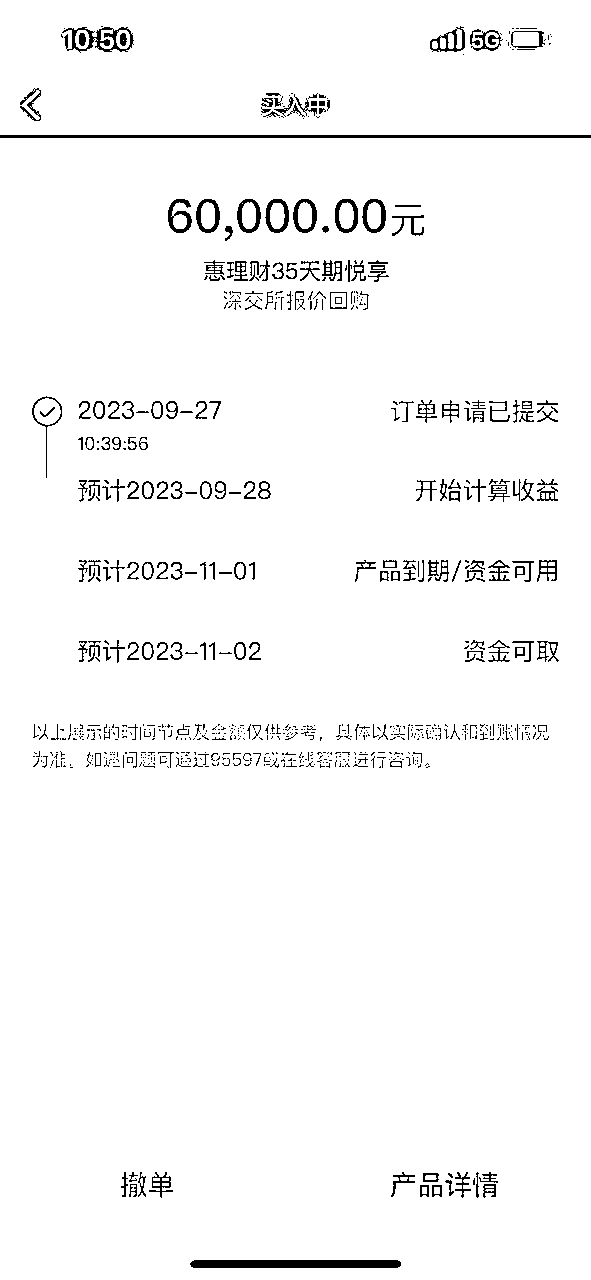 10:50
5G
买入中
60,000.00元
惠理财35天期悦享
深交所报价回购
2023-09-27 订单申请已提交
10:39:56
预计2023-09-28 开始计算收益
预计2023-11-01 产品到期/资金可用
预计2023-11-02 资金可取
以上展示的时间节点及金额仅供参考，具体以实际确认和到账情况
为准。如遇问题可通过95597或在线客服进行咨询。
撤单 产品详情